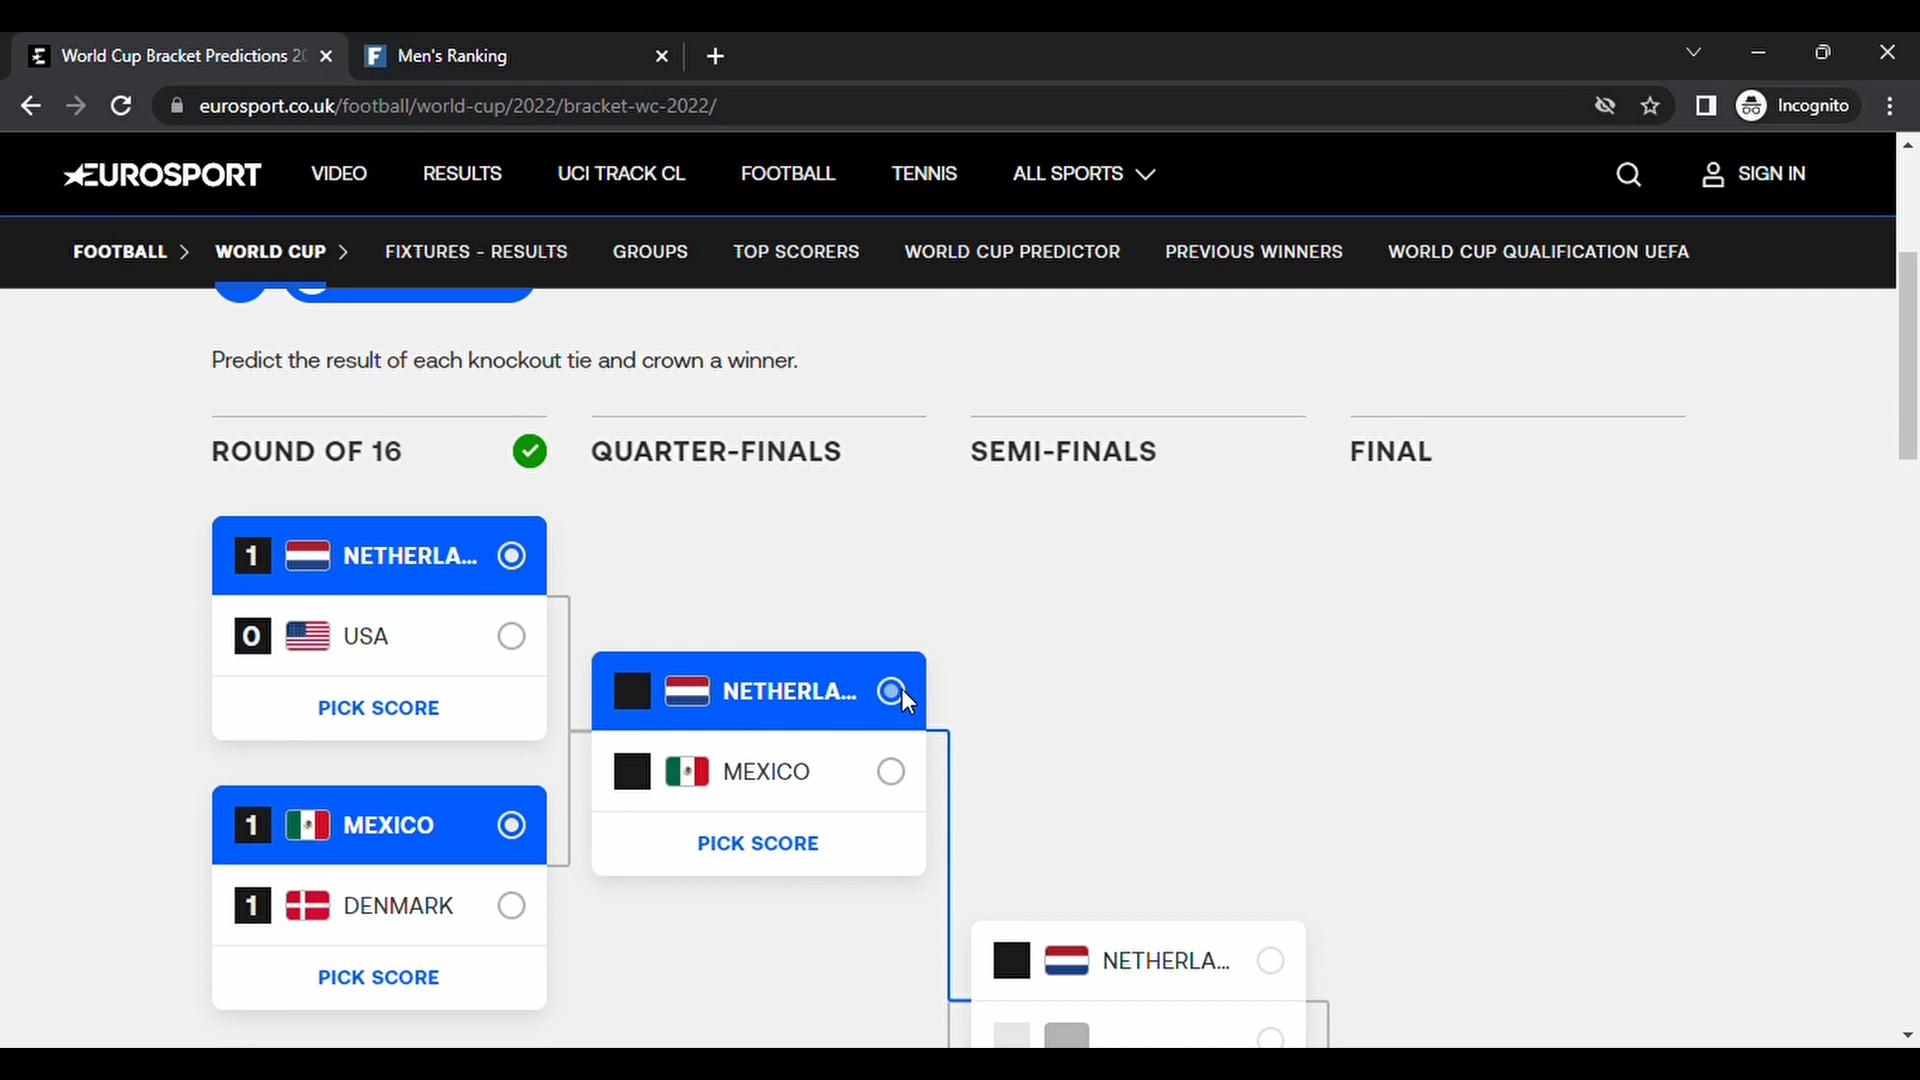 World Cup Bracket Predictions 20
Men's Ranking
eurosport.co.uk/football/world-cup/2022/bracket-wc-2022/
Incognito
EUROSPORT
VIDEO
RESULTS
UCI TRACK CL
FOOTBALL
TENNIS
ALL SPORTS
SIGN IN
FOOTBALL
WORLD CUP
FIXTURES - RESULTS
GROUPS
TOP SCORERS
WORLD CUP PREDICTOR
PREVIOUS WINNERS
WORLD CUP QUALIFICATION UEFA
Predict the result of each knockout tie and crown a winner.
ROUND OF 16
QUARTER-FINALS
SEMI-FINALS
FINAL
1 NETHERLA...
0 USA
PICK SCORE
1 MEXICO
1 DENMARK
PICK SCORE
NETHERLA...
MEXICO
PICK SCORE
NETHERLA...